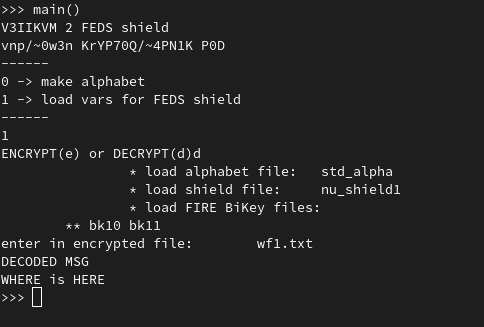 >>> main()
V3IIKVM 2 FEDS shield
vnp/~0w3n KrYP70Q/~4PN1K P0D
------
0 -> make alphabet
1 -> load vars for FEDS shield
------
1
ENCRYPT(e) or DECRYPT(d)d
* load alphabet file: std_alpha
* load shield file: nu_shield1
* load FIRE BiKey files:
** bk10 bk11
enter in encrypted file: wf1.txt
DECODED MSG
WHERE is HERE
>>>